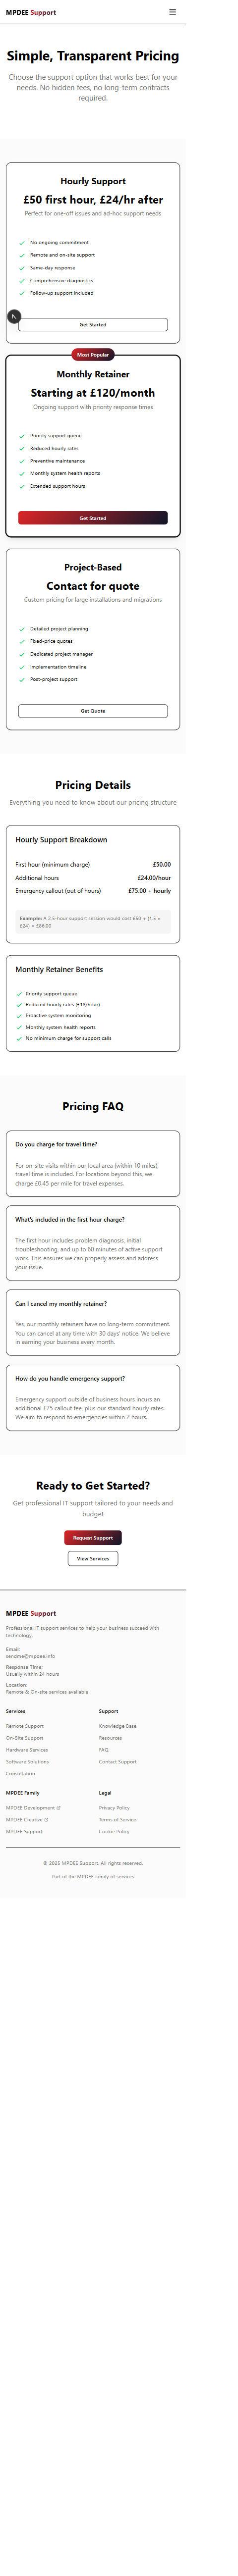 MPDEE Support
Simple, Transparent Pricing
Choose the support option that works best for your
needs. No hidden fees, no long-term contracts
required.
Hourly Support
£50 first hour, £24/hr after
Perfect for one-off issues and ad-hoc support needs
No ongoing commitment
Remote and on-site support
Same-day response
Comprehensive diagnostics
Follow-up support included
Get Started
Most Popular
Monthly Retainer
Starting at £120/month
Ongoing support with priority response times
Priority support queue
Reduced hourly rates
Preventive maintenance
Monthly system health reports
Extended support hours
Get Started
Project-Based
Contact for quote
Custom pricing for large installations and migrations
Detailed project planning
Fixed-price quotes
Dedicated project manager
Implementation timeline
Post-project support
Get Quote
Pricing Details
Everything you need to know about our pricing structure
Hourly Support Breakdown
First hour (minimum charge) £50.00
Additional hours £24.00/hour
Emergency callout (out of hours) £75.00 + hourly
Example: A 2.5-hour support session would cost £50 + (1.5 ×
£24) = £86.00
Monthly Retainer Benefits
Priority support queue
Reduced hourly rates (£18/hour)
Proactive system monitoring
Monthly system health reports
No minimum charge for support calls
Pricing FAQ
Do you charge for travel time?
For on-site visits within our local area (within 10 miles),
travel time is included. For locations beyond this, we
charge £0.45 per mile for travel expenses.
What's included in the first hour charge?
The first hour includes problem diagnosis, initial
troubleshooting, and up to 60 minutes of active support
work. This ensures we can properly assess and address
your issue.
Can I cancel my monthly retainer?
Yes, our monthly retainers have no long-term commitment.
You can cancel at any time with 30 days' notice. We believe
in earning your business every month.
How do you handle emergency support?
Emergency support outside of business hours incurs an
additional £75 callout fee, plus our standard hourly rates.
We aim to respond to emergencies within 2 hours.
Ready to Get Started?
Get professional IT support tailored to your needs and
budget
Request Support
View Services
MPDEE Support
Professional IT support services to help your business succeed with
technology.
Email:
sendme@mpdee.info
Response Time:
Usually within 24 hours
Location:
Remote & On-site services available
Services
Remote Support
On-Site Support
Hardware Services
Software Solutions
Consultation
Support
Knowledge Base
Resources
FAQ
Contact Support
MPDEE Family
MPDEE Development
MPDEE Creative
MPDEE Support
Legal
Privacy Policy
Terms of Service
Cookie Policy
© 2025 MPDEE Support. All rights reserved.
Part of the MPDEE family of services